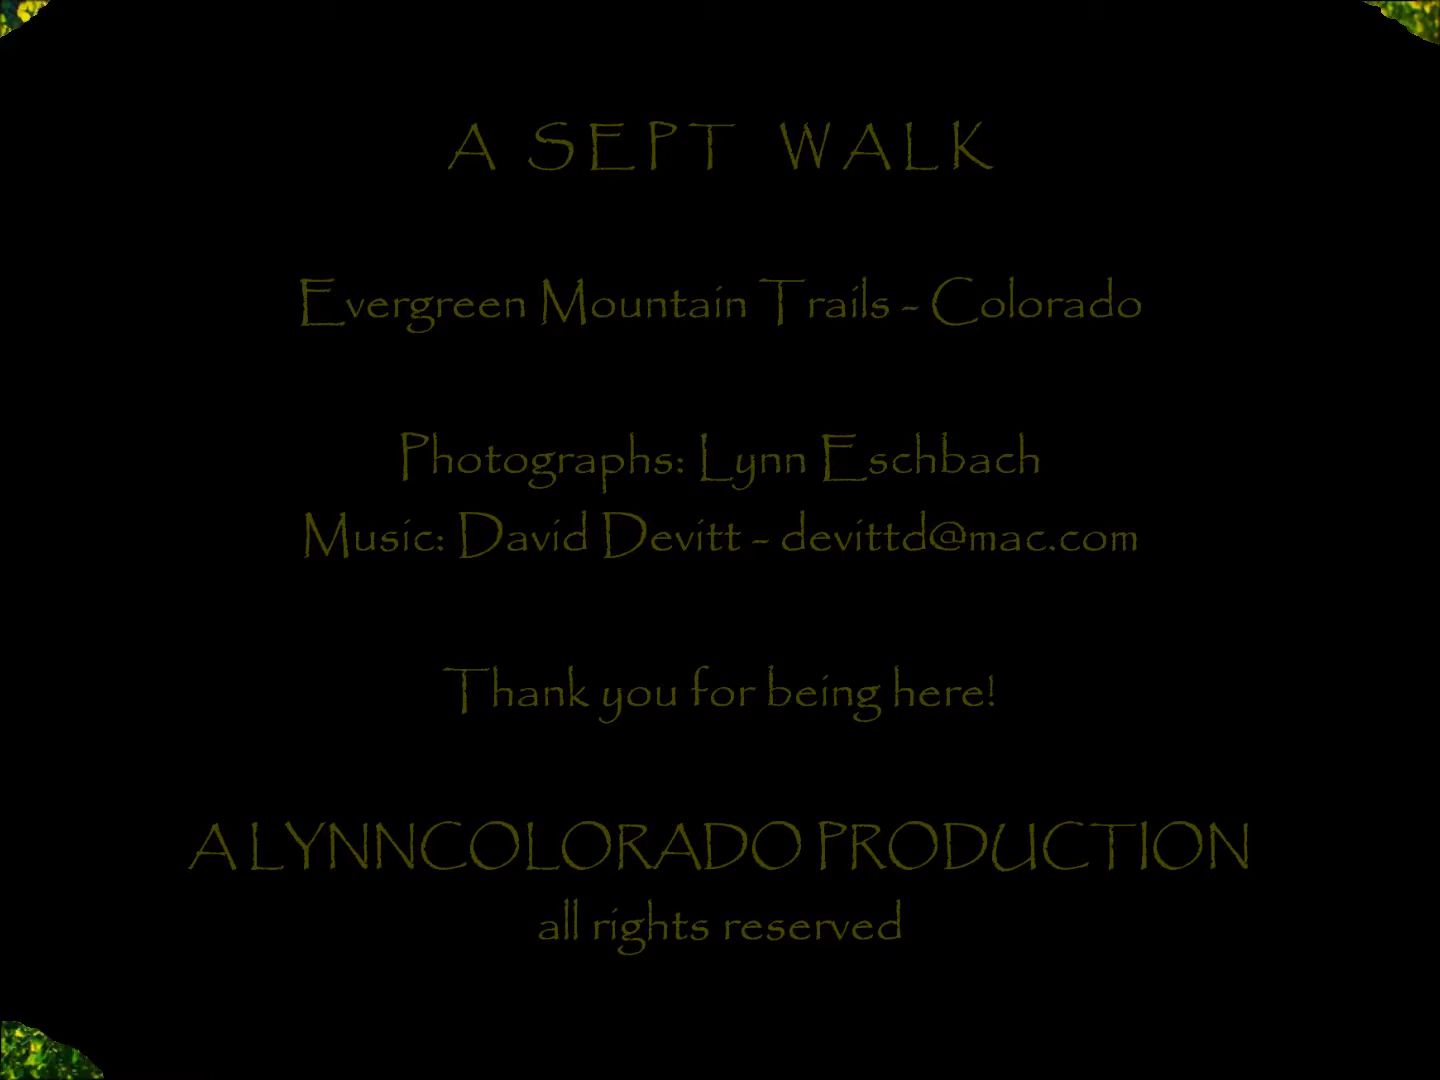 A SEPT WALK
Evergreen Mountain Trails - Colorado
Photographs: Lynn Eschbach
Music: David Devitt - devittd@mac.com
Thank you for being here!
A LYNNCOLORADO PRODUCTION
all rights reserved